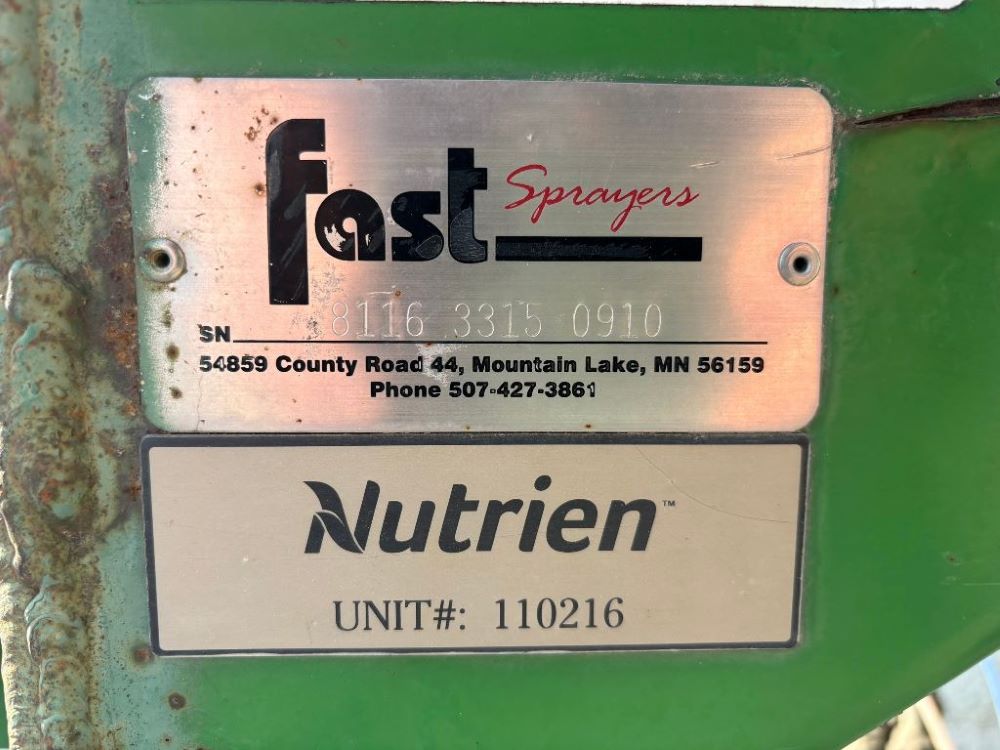 fast Sprayers
SN 8116 3315 0910
54859 County Road 44, Mountain Lake, MN 56159
Phone 507-427-3861
Nutrien™
UNIT#: 110216